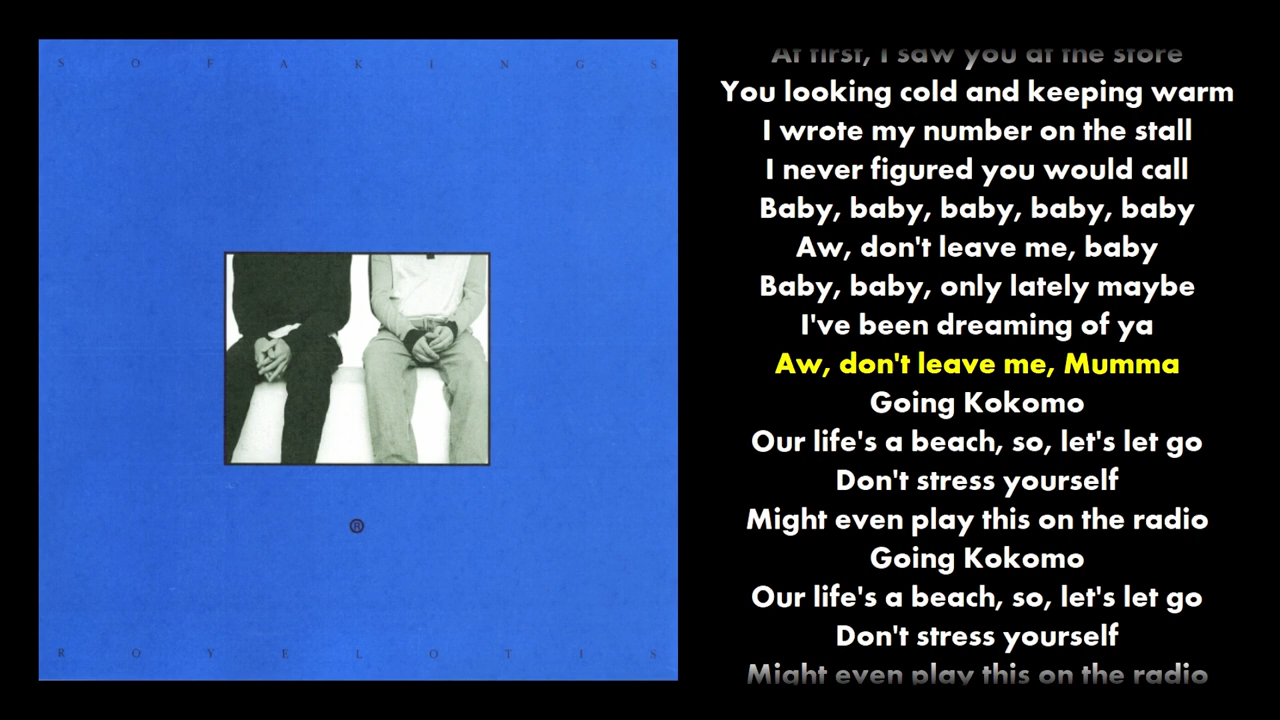 S O F A K I N G S
®
R O Y E L O T I S
At first, I saw you at the store
You looking cold and keeping warm
I wrote my number on the stall
I never figured you would call
Baby, baby, baby, baby, baby
Aw, don't leave me, baby
Baby, baby, only lately maybe
I've been dreaming of ya
Aw, don't leave me, Mumma
Going Kokomo
Our life's a beach, so, let's let go
Don't stress yourself
Might even play this on the radio
Going Kokomo
Our life's a beach, so, let's let go
Don't stress yourself
Might even play this on the radio